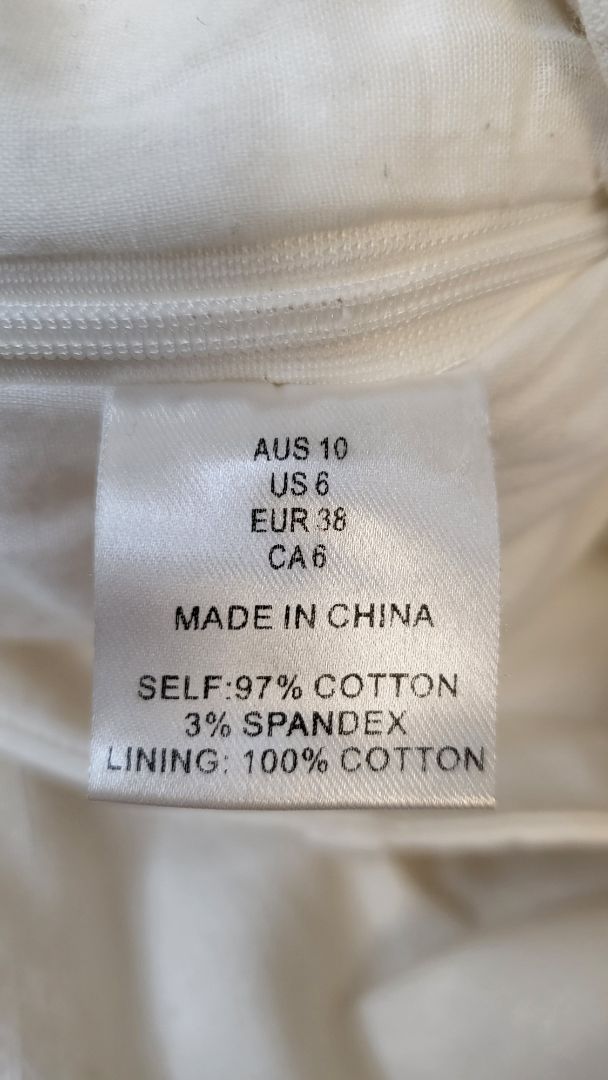 AUS 10
US 6
EUR 38
CA 6
MADE IN CHINA
SELF:97% COTTON
3% SPANDEX
LINING: 100% COTTON